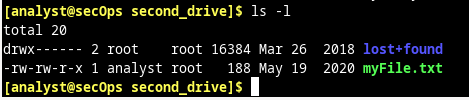 [analyst@secOps second_drive]$ ls -l
total 20
drwx------ 2 root    root 16384 Mar 26  2018 lost+found
-rw-rw-r-x 1 analyst root   188 May 19  2020 myFile.txt
[analyst@secOps second_drive]$